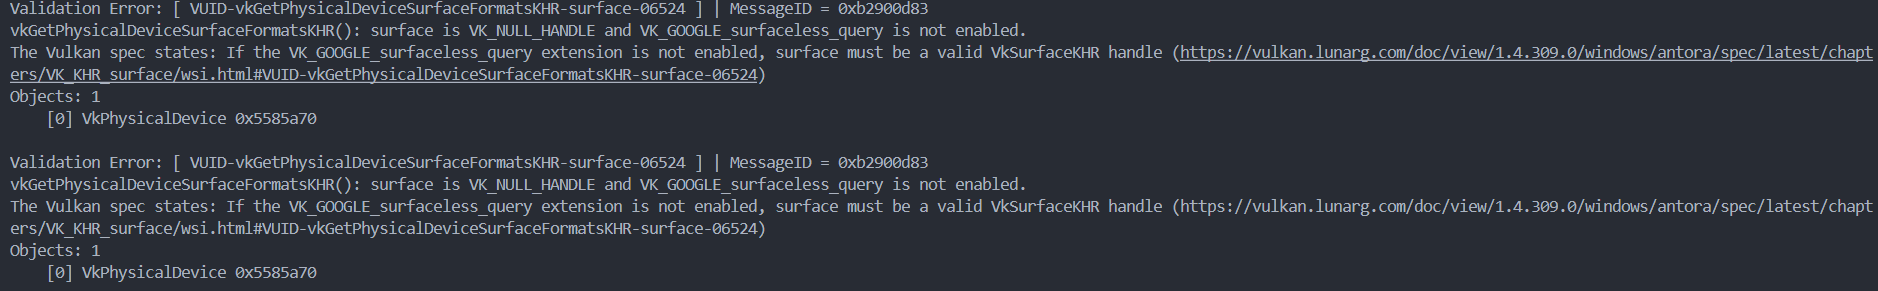 Validation Error: [ VUID-vkGetPhysicalDeviceSurfaceFormatsKHR-surface-06524 ] | MessageID = 0xb2900d83
vkGetPhysicalDeviceSurfaceFormatsKHR(): surface is VK_NULL_HANDLE and VK_GOOGLE_surfaceless_query is not enabled.
The Vulkan spec states: If the VK_GOOGLE_surfaceless_query extension is not enabled, surface must be a valid VkSurfaceKHR handle (https://vulkan.lunarg.com/doc/view/1.4.309.0/windows/antora/spec/latest/chapt
ers/VK_KHR_surface/wsi.html#VUID-vkGetPhysicalDeviceSurfaceFormatsKHR-surface-06524)
Objects: 1
    [0] VkPhysicalDevice 0x5585a70
Validation Error: [ VUID-vkGetPhysicalDeviceSurfaceFormatsKHR-surface-06524 ] | MessageID = 0xb2900d83
vkGetPhysicalDeviceSurfaceFormatsKHR(): surface is VK_NULL_HANDLE and VK_GOOGLE_surfaceless_query is not enabled.
The Vulkan spec states: If the VK_GOOGLE_surfaceless_query extension is not enabled, surface must be a valid VkSurfaceKHR handle (https://vulkan.lunarg.com/doc/view/1.4.309.0/windows/antora/spec/latest/chapt
ers/VK_KHR_surface/wsi.html#VUID-vkGetPhysicalDeviceSurfaceFormatsKHR-surface-06524)
Objects: 1
    [0] VkPhysicalDevice 0x5585a70